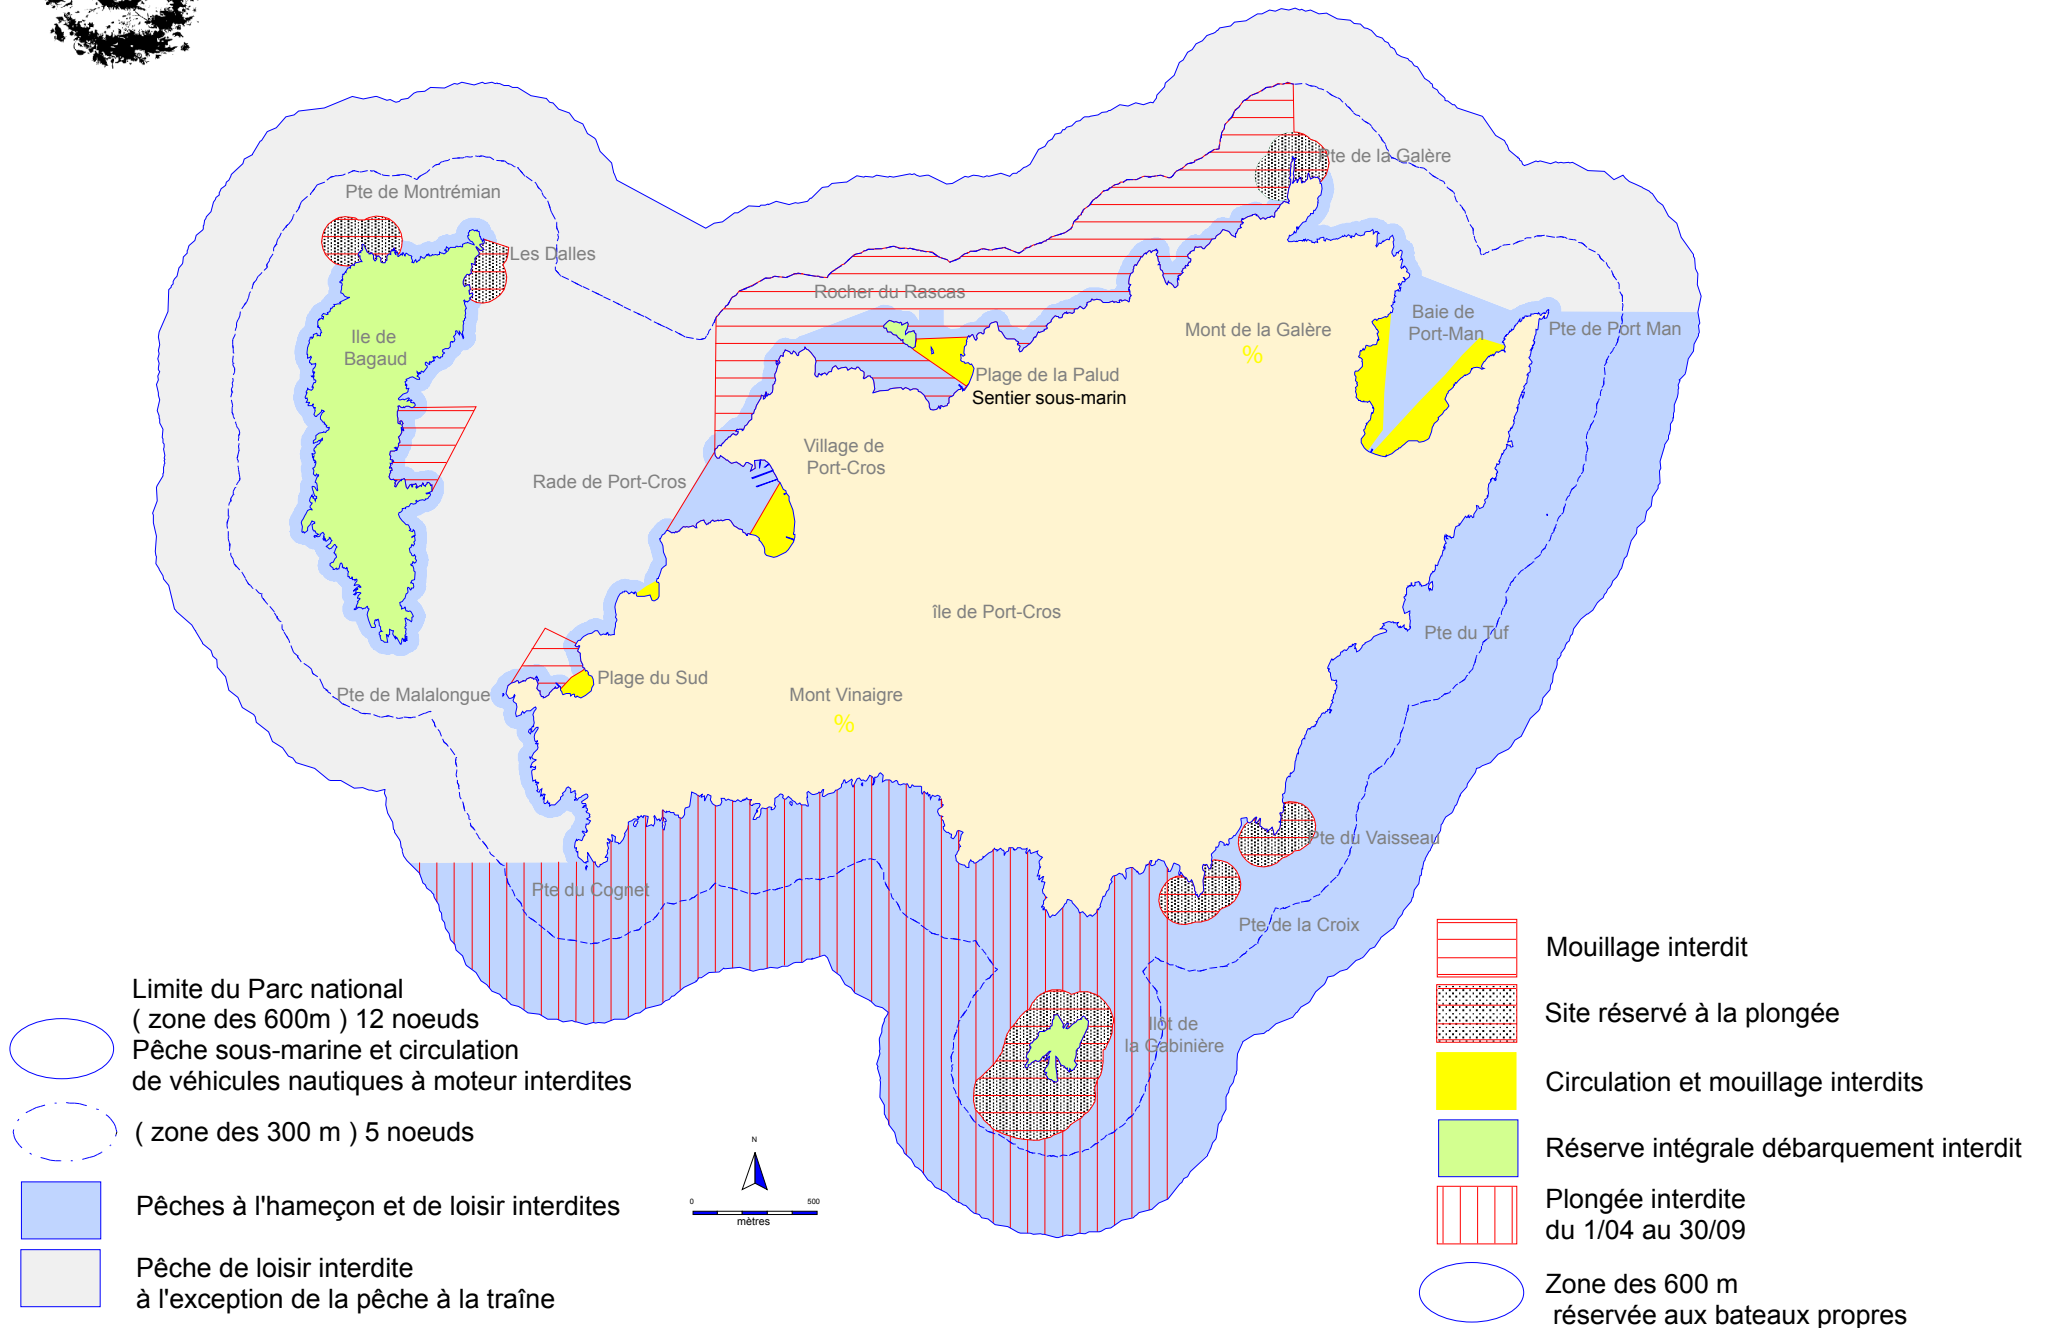 Pte de la Galère
Pte de Montrémian
Les Dalles
Rocher du Rascas
Ile de
Bagaud
Mont de la Galère
%
Baie de
Port-Man
Pte de Port Man
Plage de la Palud
Sentier sous-marin
Village de
Port-Cros
Rade de Port-Cros
île de Port-Cros
Pte du Tuf
Plage du Sud
Pte de Malalongue
Mont Vinaigre
%
Pte du Vaisseau
Pte du Cognet
Pte de la Croix
Ilôt de
la Gabinière
Limite du Parc national
( zone des 600m ) 12 noeuds
Pêche sous-marine et circulation
de véhicules nautiques à moteur interdites
( zone des 300 m ) 5 noeuds
Pêches à l'hameçon et de loisir interdites
Pêche de loisir interdite
à l'exception de la pêche à la traîne
N
0 500
mètres
Mouillage interdit
Site réservé à la plongée
Circulation et mouillage interdits
Réserve intégrale débarquement interdit
Plongée interdite
du 1/04 au 30/09
Zone des 600 m
réservée aux bateaux propres